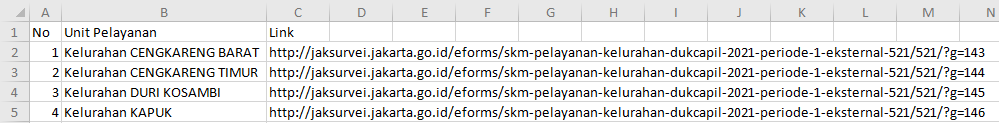 A B C D E F G H I J K L M N
1 No Unit Pelayanan Link
2 1 Kelurahan CENGKARENG BARAT http://jaksurvei.jakarta.go.id/eforms/skm-pelayanan-kelurahan-dukcapil-2021-periode-1-eksternal-521/521/?g=143
3 2 Kelurahan CENGKARENG TIMUR http://jaksurvei.jakarta.go.id/eforms/skm-pelayanan-kelurahan-dukcapil-2021-periode-1-eksternal-521/521/?g=144
4 3 Kelurahan DURI KOSAMBI http://jaksurvei.jakarta.go.id/eforms/skm-pelayanan-kelurahan-dukcapil-2021-periode-1-eksternal-521/521/?g=145
5 4 Kelurahan KAPUK http://jaksurvei.jakarta.go.id/eforms/skm-pelayanan-kelurahan-dukcapil-2021-periode-1-eksternal-521/521/?g=146